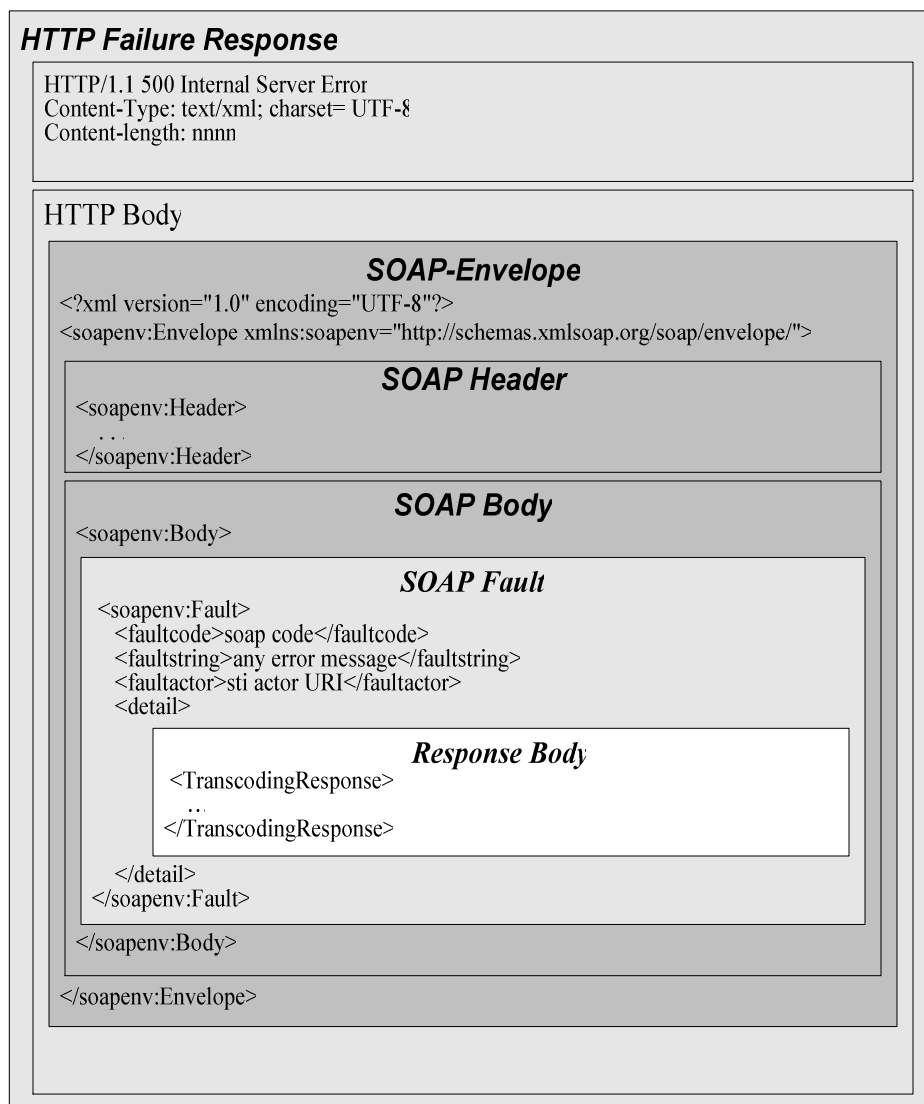 HTTP Failure Response
HTTP/1.1 500 Internal Server Error
Content-Type: text/xml; charset= UTF-8
Content-length: nnnn
HTTP Body
SOAP-Envelope
<?xml version="1.0" encoding="UTF-8"?>
<soapenv:Envelope xmlns:soapenv="http://schemas.xmlsoap.org/soap/envelope/">
SOAP Header
<soapenv:Header>
...
</soapenv:Header>
SOAP Body
<soapenv:Body>
SOAP Fault
<soapenv:Fault>
<faultcode>soap code</faultcode>
<faultstring>any error message</faultstring>
<faultactor>sti actor URI</faultactor>
<detail>
Response Body
<TranscodingResponse>
...
</TranscodingResponse>
</detail>
</soapenv:Fault>
</soapenv:Body>
</soapenv:Envelope>